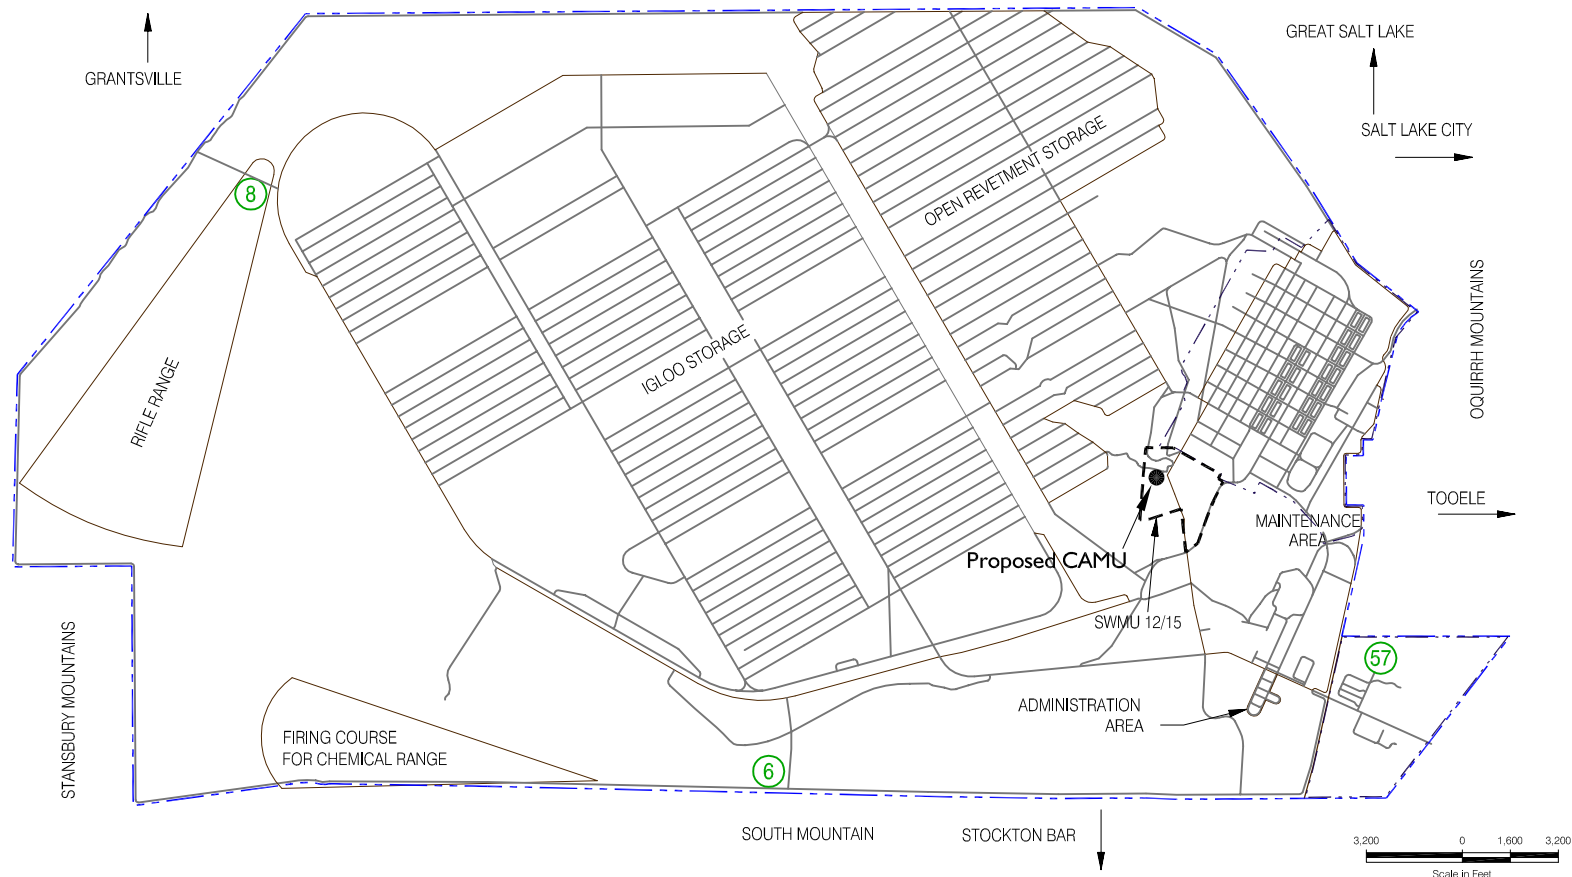 GREAT SALT LAKE
GRANTSVILLE
SALT LAKE CITY
OPEN REVETMENT STORAGE
8
OQUIRRH MOUNTAINS
IGLOO STORAGE
RIFLE RANGE
TOOELE
MAINTENANCE
AREA
Proposed CAMU
SWMU 12/15
STANSBURY MOUNTAINS
57
ADMINISTRATION
AREA
FIRING COURSE
FOR CHEMICAL RANGE
6
SOUTH MOUNTAIN
STOCKTON BAR
3,200 0 1,600 3,200
Scale in Feet